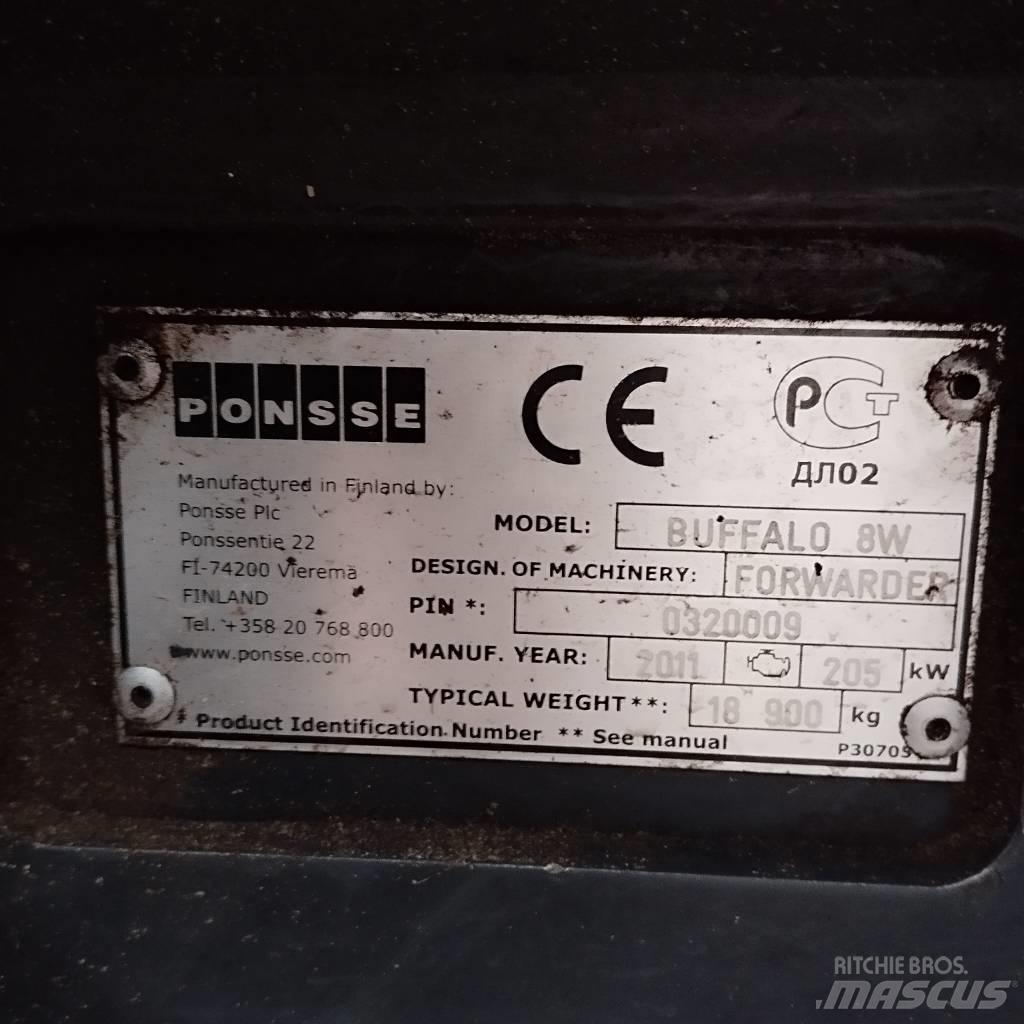 PONSSE
CE
PCT
ДЛ02
Manufactured in Finland by:
Ponsse Plc
Ponssentie 22
FI-74200 Vieremä
FINLAND
Tel. +358 20 768 800
www.ponsse.com
MODEL: BUFFALO 8W
DESIGN. OF MACHINERY: FORWARDER
PIN *: 0320009
MANUF. YEAR: 2011 205 kW
TYPICAL WEIGHT**: 18 900 kg
* Product Identification Number ** See manual
RITCHIE BROS.
MASCUS